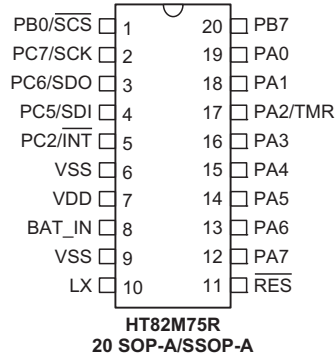 PB0/SCS 1 20 PB7
PC7/SCK 2 19 PA0
PC6/SDO 3 18 PA1
PC5/SDI 4 17 PA2/TMR
PC2/INT 5 16 PA3
VSS 6 15 PA4
VDD 7 14 PA5
BAT_IN 8 13 PA6
VSS 9 12 PA7
LX 10 11 RES
HT82M75R
20 SOP-A/SSOP-A